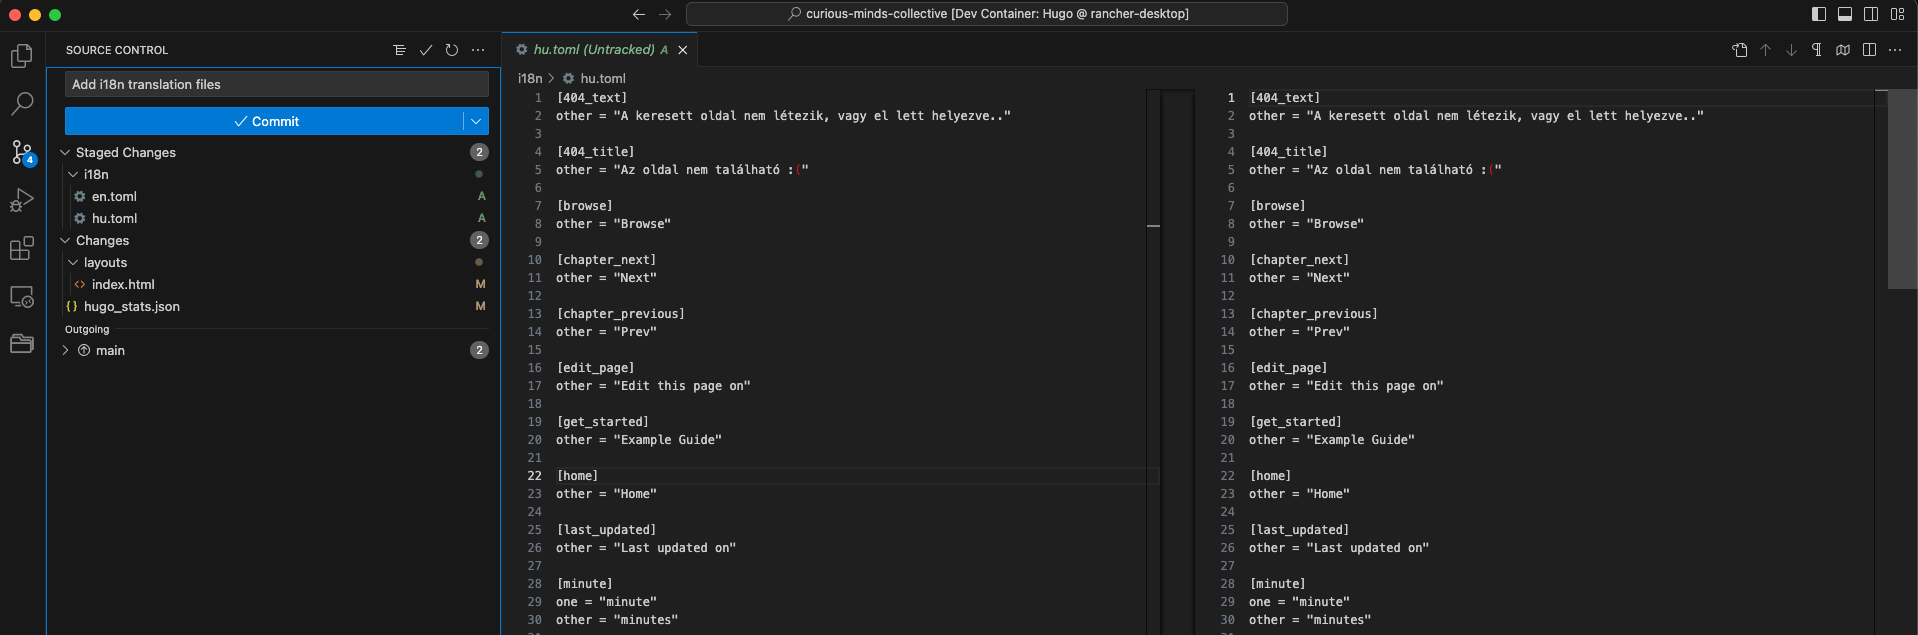 curious-minds-collective [Dev Container: Hugo @ rancher-desktop]
SOURCE CONTROL
Add i18n translation files
Commit
Staged Changes 2
i18n
en.toml A
hu.toml A
Changes 2
layouts
index.html M
{} hugo_stats.json M
Outgoing
main 2
4
hu.toml (Untracked) A
i18n > hu.toml
1 [404_text]
2 other = "A keresett oldal nem létezik, vagy el lett helyezve.."
3
4 [404_title]
5 other = "Az oldal nem található :("
6
7 [browse]
8 other = "Browse"
9
10 [chapter_next]
11 other = "Next"
12
13 [chapter_previous]
14 other = "Prev"
15
16 [edit_page]
17 other = "Edit this page on"
18
19 [get_started]
20 other = "Example Guide"
21
22 [home]
23 other = "Home"
24
25 [last_updated]
26 other = "Last updated on"
27
28 [minute]
29 one = "minute"
30 other = "minutes"
1 [404_text]
2 other = "A keresett oldal nem létezik, vagy el lett helyezve.."
3
4 [404_title]
5 other = "Az oldal nem található :("
6
7 [browse]
8 other = "Browse"
9
10 [chapter_next]
11 other = "Next"
12
13 [chapter_previous]
14 other = "Prev"
15
16 [edit_page]
17 other = "Edit this page on"
18
19 [get_started]
20 other = "Example Guide"
21
22 [home]
23 other = "Home"
24
25 [last_updated]
26 other = "Last updated on"
27
28 [minute]
29 one = "minute"
30 other = "minutes"